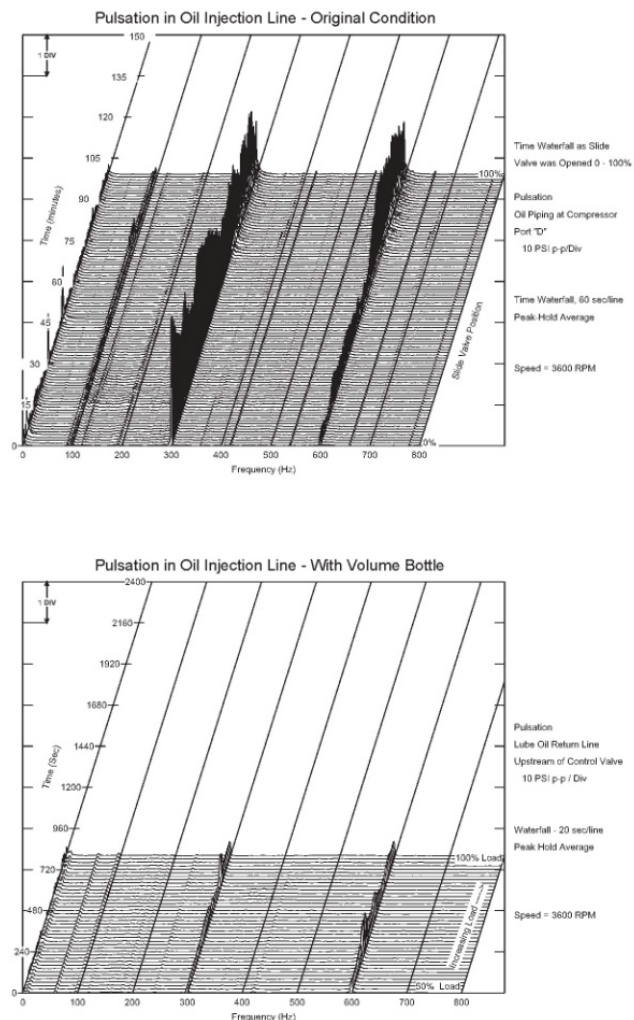 Pulsation in Oil Injection Line - Original Condition
1 DIV
150
135
120
105
90
75
60
45
30
15
0
Time (minutes)
100%
0%
Slide Valve Position
0 100 200 300 400 500 600 700 800
Frequency (Hz)
Time Waterfall as Slide
Valve was Opened 0 - 100%
Pulsation
Oil Piping at Compressor
Port "D"
10 PSI p-p/Div
Time Waterfall, 60 sec/line
Peak-Hold Average
Speed = 3600 RPM
Pulsation in Oil Injection Line - With Volume Bottle
1 DIV
2400
2160
1920
1680
1440
1200
960
720
480
240
0
Time (Sec)
100% Load
Increasing Load
50% Load
0 100 200 300 400 500 600 700 800
Frequency (Hz)
Pulsation
Lube Oil Return Line
Upstream of Control Valve
10 PSI p-p / Div
Waterfall - 20 sec/line
Peak Hold Average
Speed = 3600 RPM